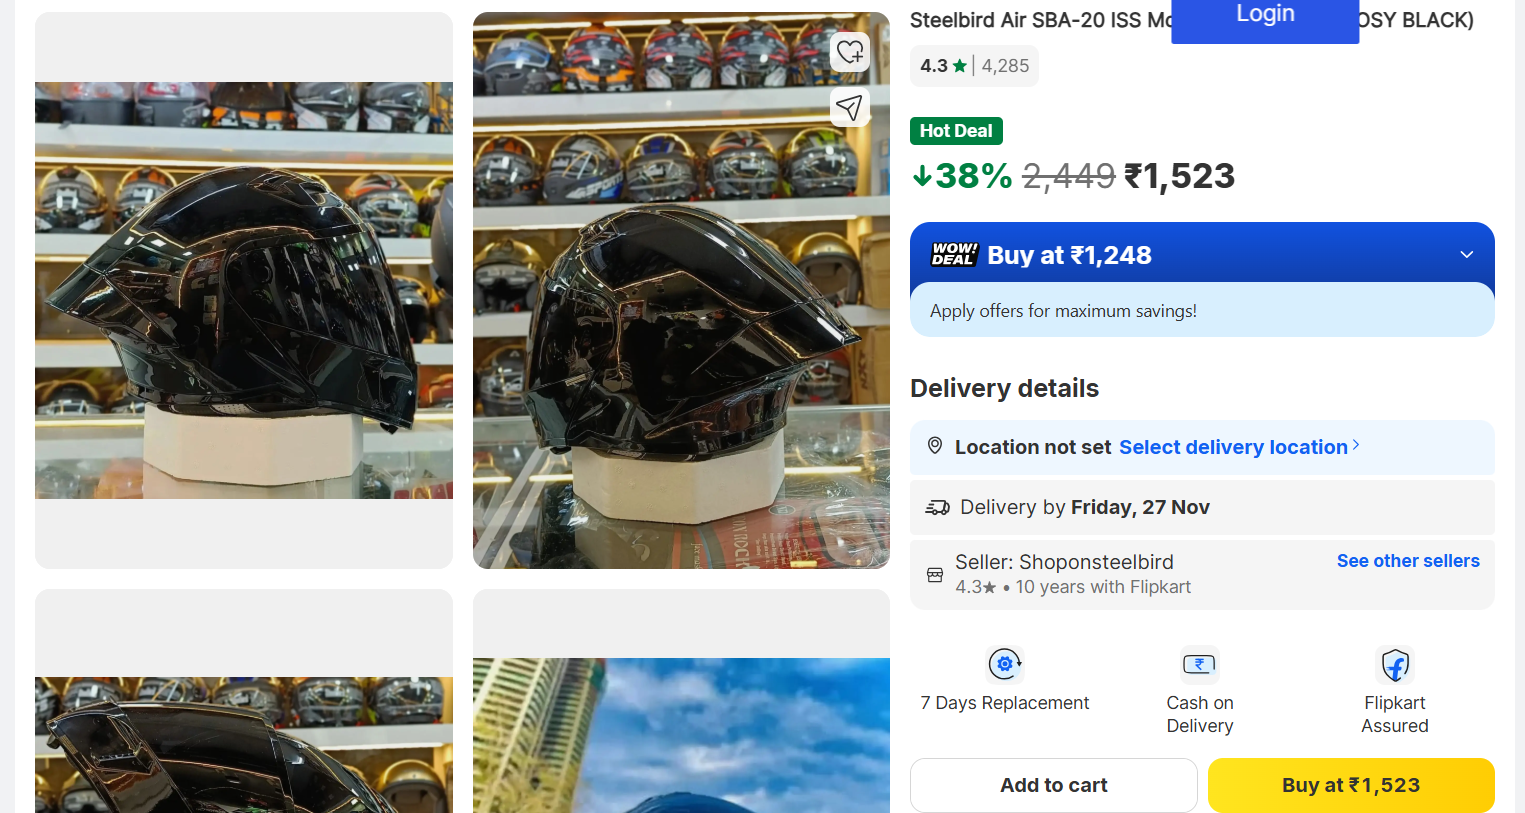 Steelbird Air SBA-20 ISS Mo
Login
OSY BLACK)
4.3 ★ | 4,285
Hot Deal
↓38% 2,449 ₹1,523
WOW! DEAL Buy at ₹1,248
Apply offers for maximum savings!
Delivery details
Location not set Select delivery location
Delivery by Friday, 27 Nov
Seller: Shoponsteelbird
See other sellers
4.3★ • 10 years with Flipkart
7 Days Replacement
Cash on
Delivery
Flipkart
Assured
Add to cart
Buy at ₹1,523